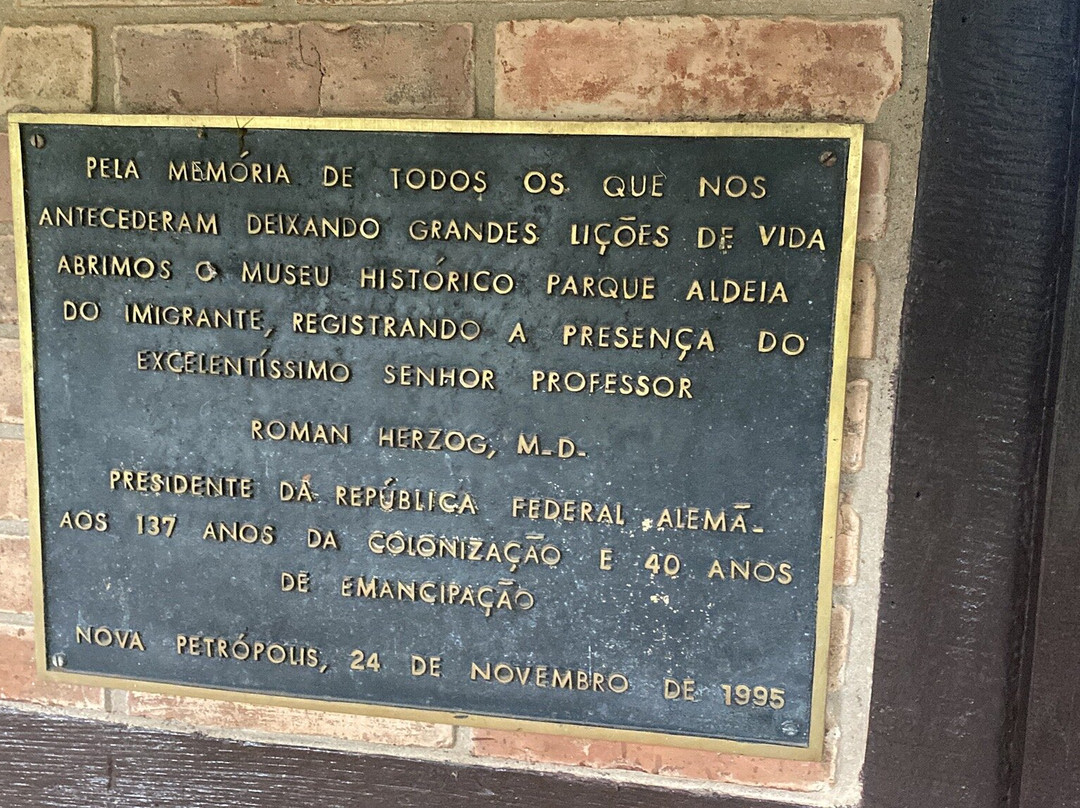 PELA MEMÓRIA DE TODOS OS QUE NOS
ANTECEDERAM DEIXANDO GRANDES LIÇÕES DE VIDA
ABRIMOS O MUSEU HISTÓRICO PARQUE ALDEIA
DO IMIGRANTE, REGISTRANDO A PRESENÇA DO
EXCELENTÍSSIMO SENHOR PROFESSOR
ROMAN HERZOG, M.D.
PRESIDENTE DA REPÚBLICA FEDERAL ALEMÃ.
AOS 137 ANOS DA COLONIZAÇÃO E 40 ANOS
DE EMANCIPAÇÃO
NOVA PETRÓPOLIS, 24 DE NOVEMBRO DE 1995